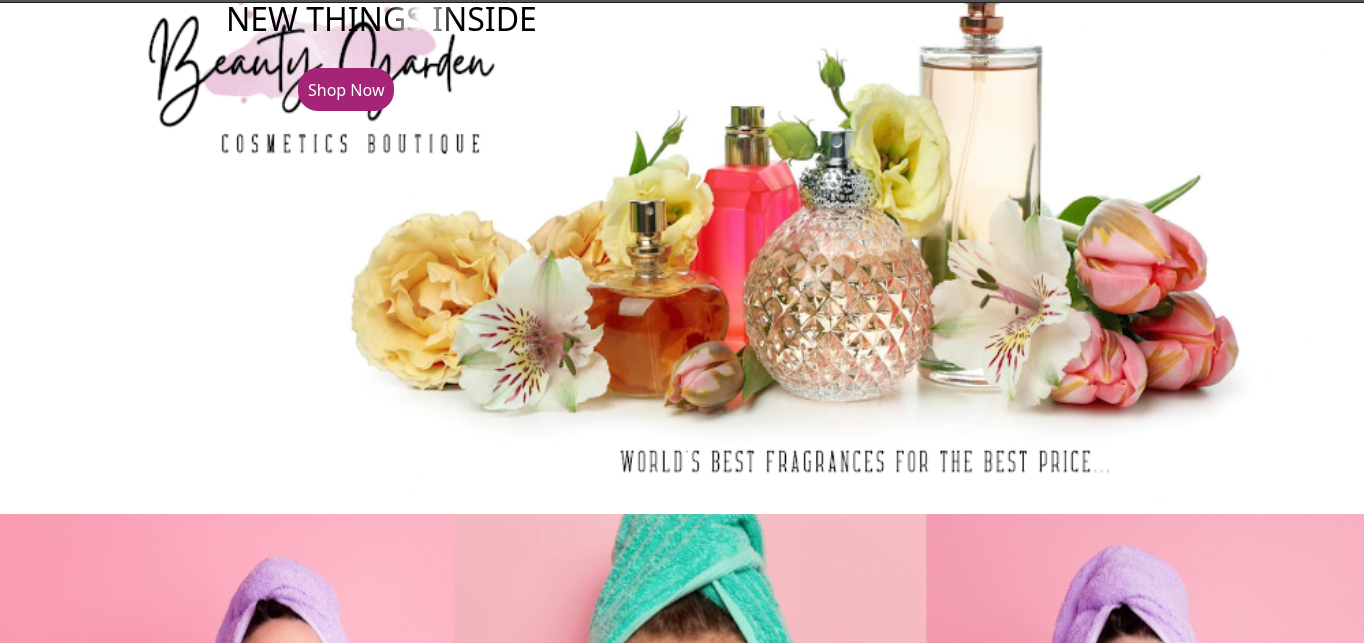 NEW THINGS INSIDE
Beauty Garden
Shop Now
COSMETICS BOUTIQUE
WORLD'S BEST FRAGRANCES FOR THE BEST PRICE...